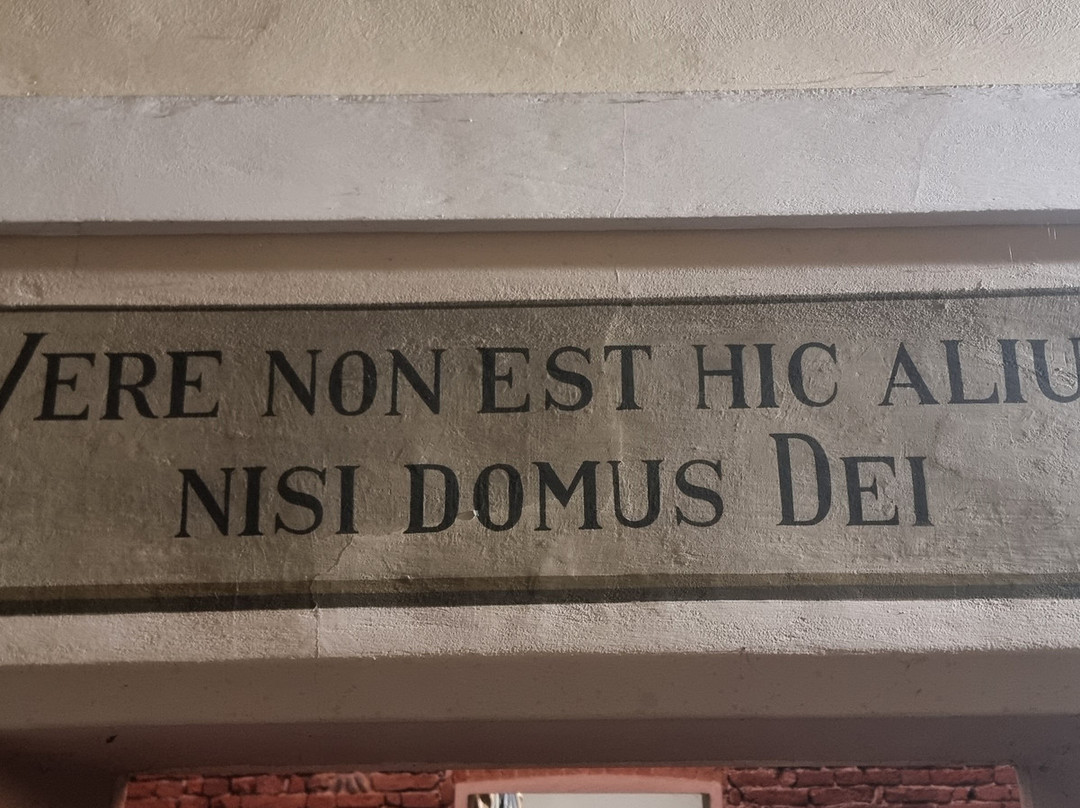 VERE NON EST HIC ALIU
NISI DOMUS DEI